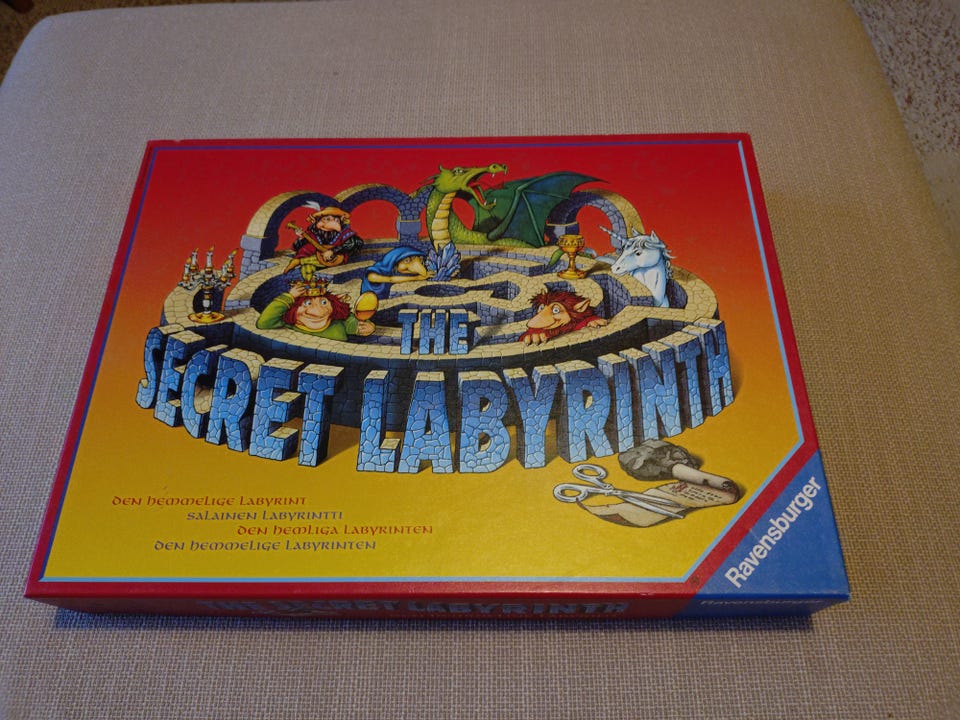 THE
SECRET LABYRINTH
DEN HEMMELIGE LABYRINT
SALAINEN LABYRINTTI
DEN HEMLIGA LABYRINTEN
DEN HEMMELIGE LABYRINTEN
Ravensburger
THE SECRET LABYRINTH
Ravensburger